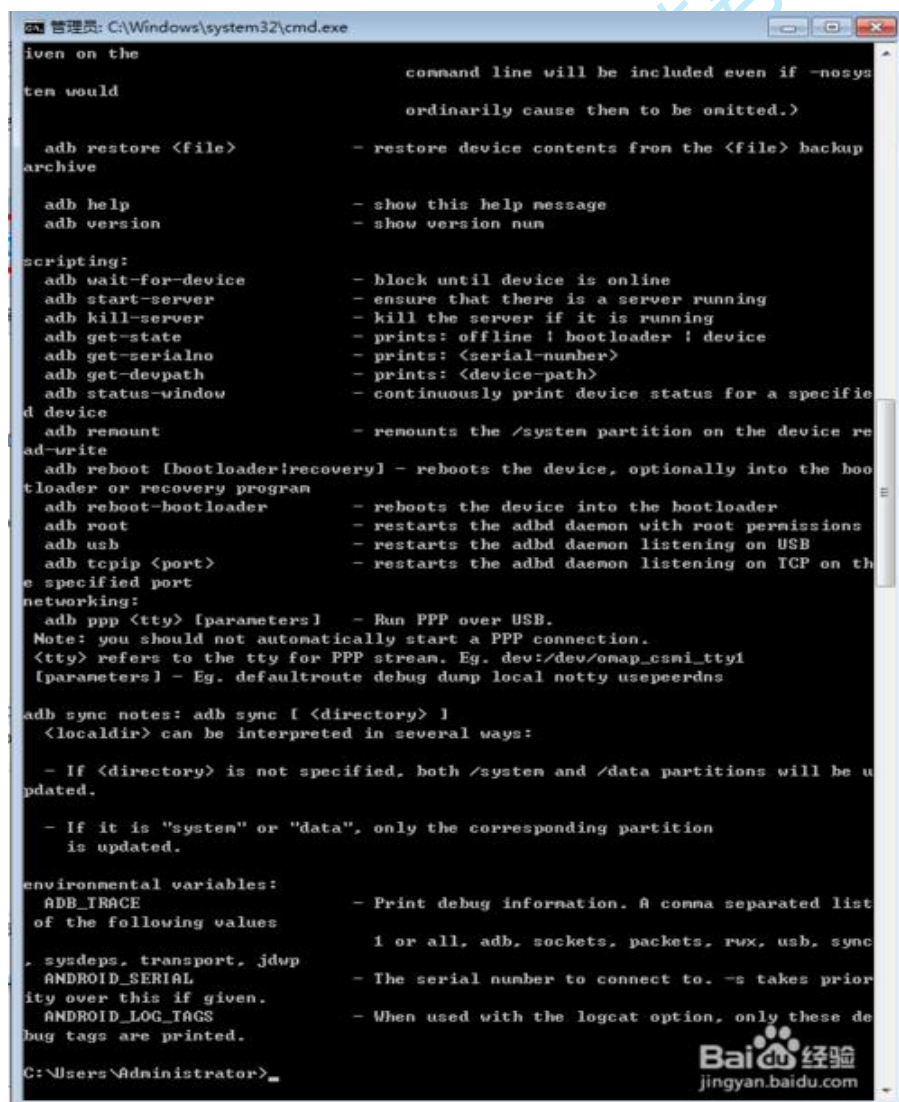 管理员: C:\Windows\system32\cmd.exe
iven on the
command line will be included even if -nosys
tem would
ordinarily cause them to be omitted.)
adb restore <file> - restore device contents from the <file> backup
archive
adb help - show this help message
adb version - show version num
scripting:
adb wait-for-device - block until device is online
adb start-server - ensure that there is a server running
adb kill-server - kill the server if it is running
adb get-state - prints: offline | bootloader | device
adb get-serialno - prints: <serial-number>
adb get-devpath - prints: <device-path>
adb status-window - continuously print device status for a specifie
d device
adb remount - remounts the /system partition on the device re
ad-write
adb reboot [bootloader|recovery] - reboots the device, optionally into the boo
tloader or recovery program
adb reboot-bootloader - reboots the device into the bootloader
adb root - restarts the adbd daemon with root permissions
adb usb - restarts the adbd daemon listening on USB
adb tcpip <port> - restarts the adbd daemon listening on TCP on th
e specified port
networking:
adb ppp <tty> [parameters] - Run PPP over USB.
Note: you should not automatically start a PPP connection.
<tty> refers to the tty for PPP stream. Eg. dev:/dev/omap_csmi_tty1
[parameters] - Eg. defaultroute debug dump local notty usepeerdns
adb sync notes: adb sync [ <directory> ]
<localdir> can be interpreted in several ways:
- If <directory> is not specified, both /system and /data partitions will be u
pdated.
- If it is "system" or "data", only the corresponding partition
is updated.
environmental variables:
ADB_TRACE - Print debug information. A comma separated list
of the following values
1 or all, adb, sockets, packets, rwx, usb, sync
, sysdeps, transport, jdwp
ANDROID_SERIAL - The serial number to connect to. -s takes prior
ity over this if given.
ANDROID_LOG_TAGS - When used with the logcat option, only these de
bug tags are printed.
C:\Users\Administrator>_
Baidu 经验
jingyan.baidu.com